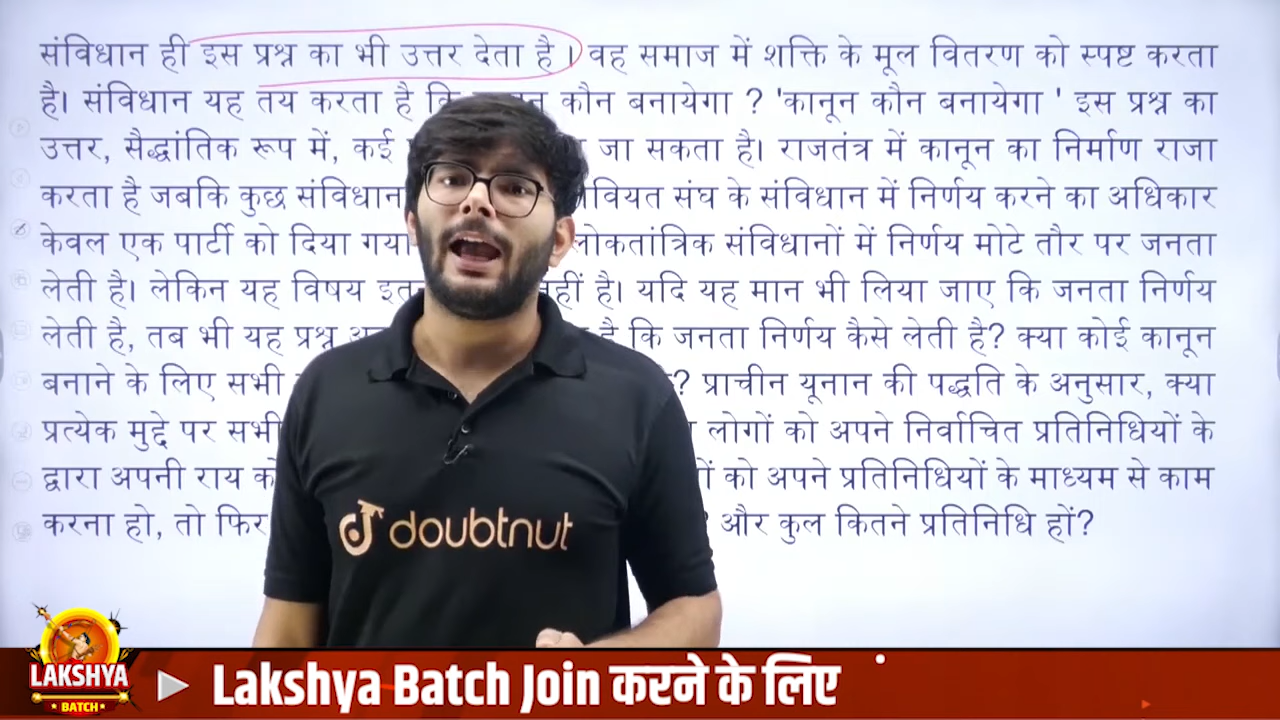 संविधान ही इस प्रश्न का भी उत्तर देता है। वह समाज में शक्ति के मूल वितरण को स्पष्ट करता
है। संविधान यह तय करता है कौन बनायेगा ? 'कानून कौन बनायेगा ' इस प्रश्न का
उत्तर, सैद्धांतिक रूप में, कई जा सकता है। राजतंत्र में कानून का निर्माण राजा
करता है जबकि कुछ संविधान संघ के संविधान में निर्णय करने का अधिकार
केवल एक पार्टी को दिया गया लोकतांत्रिक संविधानों में निर्णय मोटे तौर पर जनता
लेती है। लेकिन यह विषय है। यदि यह मान भी लिया जाए कि जनता निर्णय
लेती है, तब भी यह प्रश्न है कि जनता निर्णय कैसे लेती है? क्या कोई कानून
बनाने के लिए सभी ? प्राचीन यूनान की पद्धति के अनुसार, क्या
प्रत्येक मुद्दे पर सभी लोगों को अपने निर्वाचित प्रतिनिधियों के
द्वारा अपनी राय को अपने प्रतिनिधियों के माध्यम से काम
करना हो, तो फिर और कुल कितने प्रतिनिधि हों?
doubtnut
LAKSHYA
BATCH
Lakshya Batch Join करने के लिए